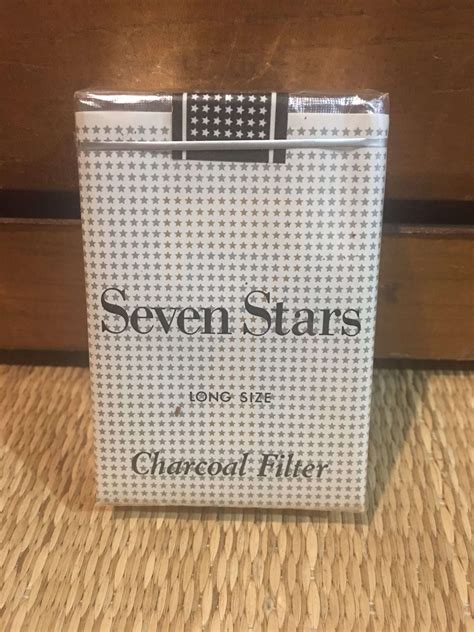 Seven Stars
LONG SIZE
Charcoal Filter